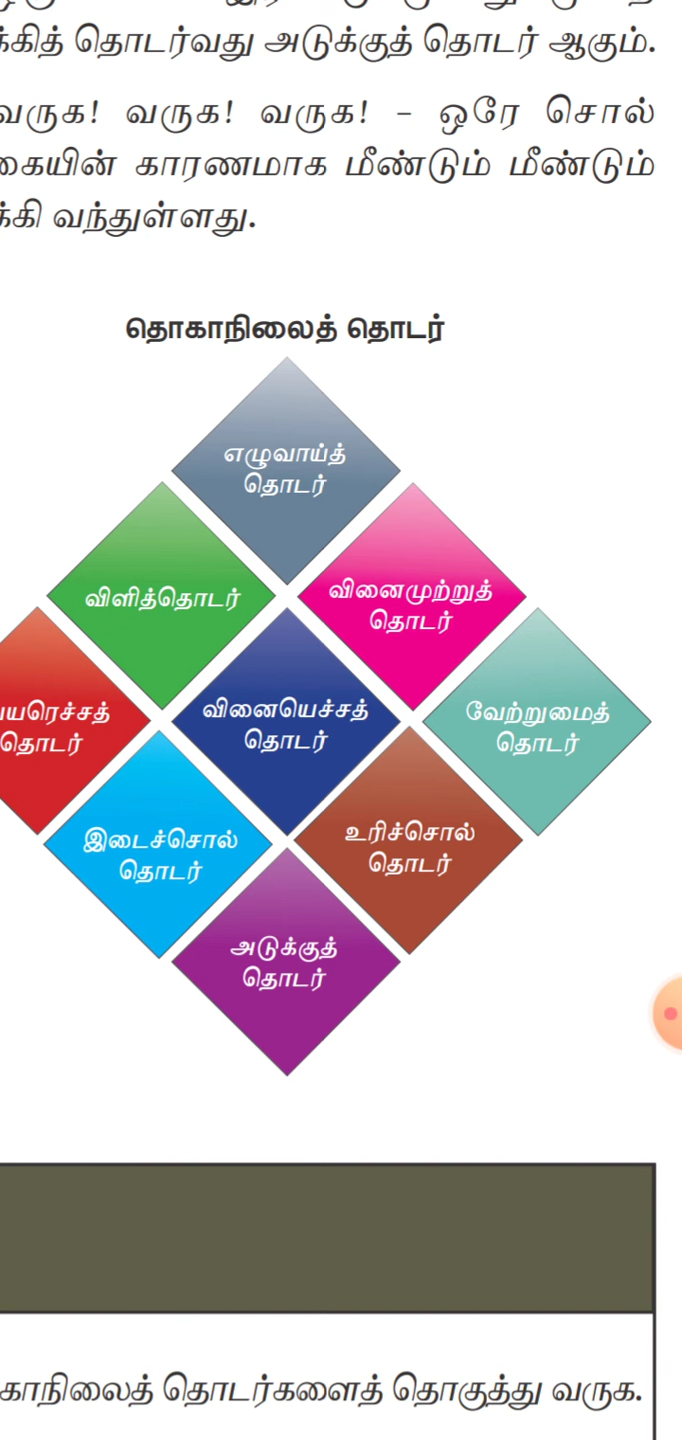 க்கித் தொடர்வது அடுக்குத் தொடர் ஆகும்.
வருக! வருக! வருக! – ஒரே சொல்
கையின் காரணமாக மீண்டும் மீண்டும்
க்கி வந்துள்ளது.
தொகாநிலைத் தொடர்
எழுவாய்த்
தொடர்
விளித்தொடர்
வினைமுற்றுத்
தொடர்
யரெச்சத்
தொடர்
வினையெச்சத்
தொடர்
வேற்றுமைத்
தொடர்
இடைச்சொல்
தொடர்
உரிச்சொல்
தொடர்
அடுக்குத்
தொடர்
காநிலைத் தொடர்களைத் தொகுத்து வருக.